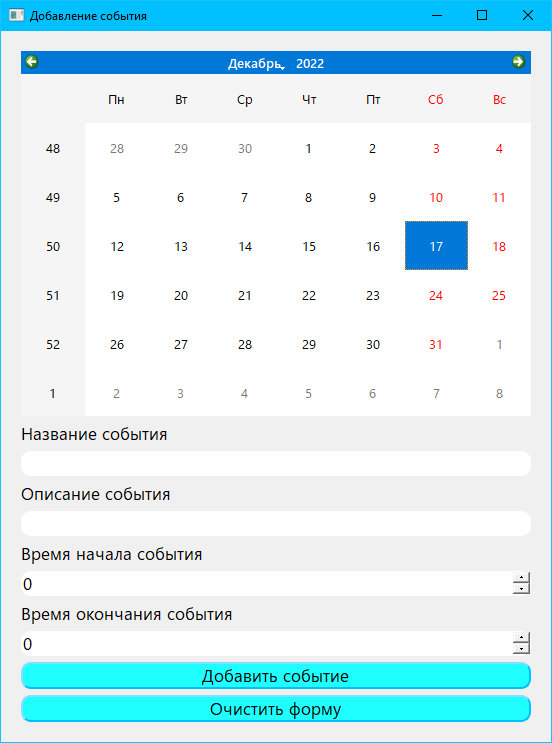 Добавление события
Декабрь 2022
Пн Вт Ср Чт Пт Сб Вс
48 28 29 30 1 2 3 4
49 5 6 7 8 9 10 11
50 12 13 14 15 16 17 18
51 19 20 21 22 23 24 25
52 26 27 28 29 30 31 1
1 2 3 4 5 6 7 8
Название события
Описание события
Время начала события
0
Время окончания события
0
Добавить событие
Очистить форму